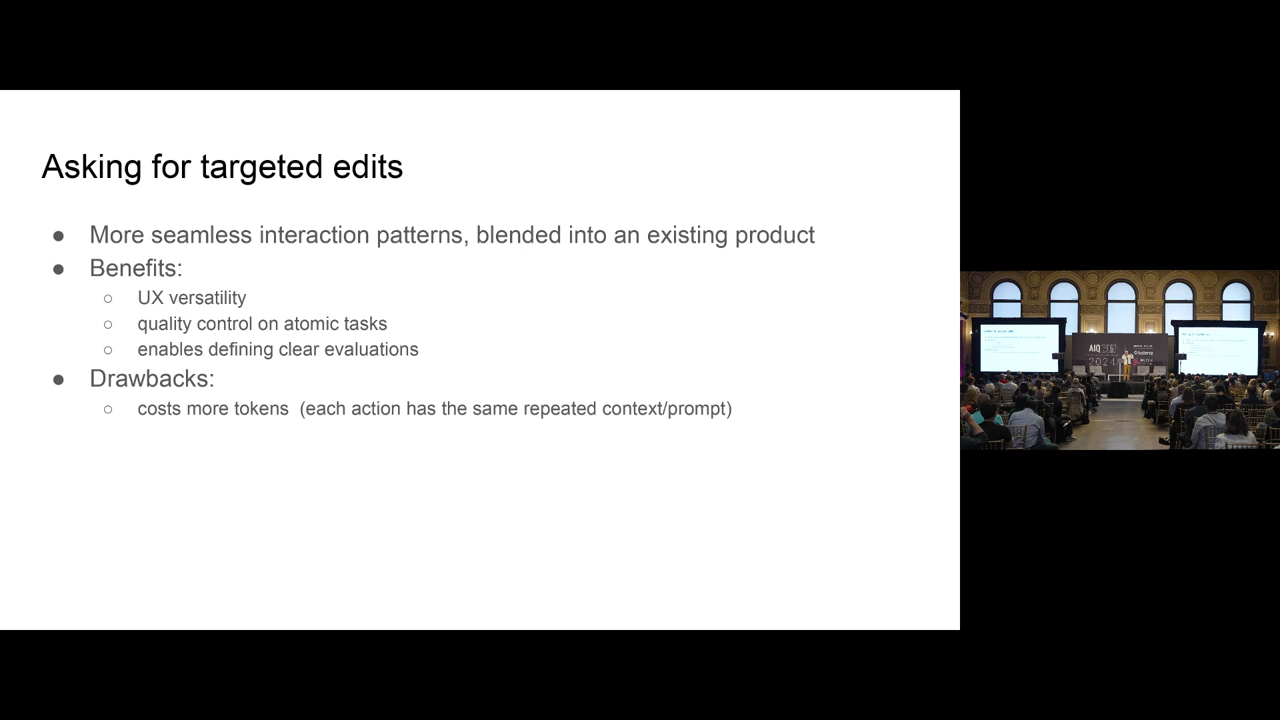 Asking for targeted edits
● More seamless interaction patterns, blended into an existing product
● Benefits:
○ UX versatility
○ quality control on atomic tasks
○ enables defining clear evaluations
● Drawbacks:
○ costs more tokens (each action has the same repeated context/prompt)
2024